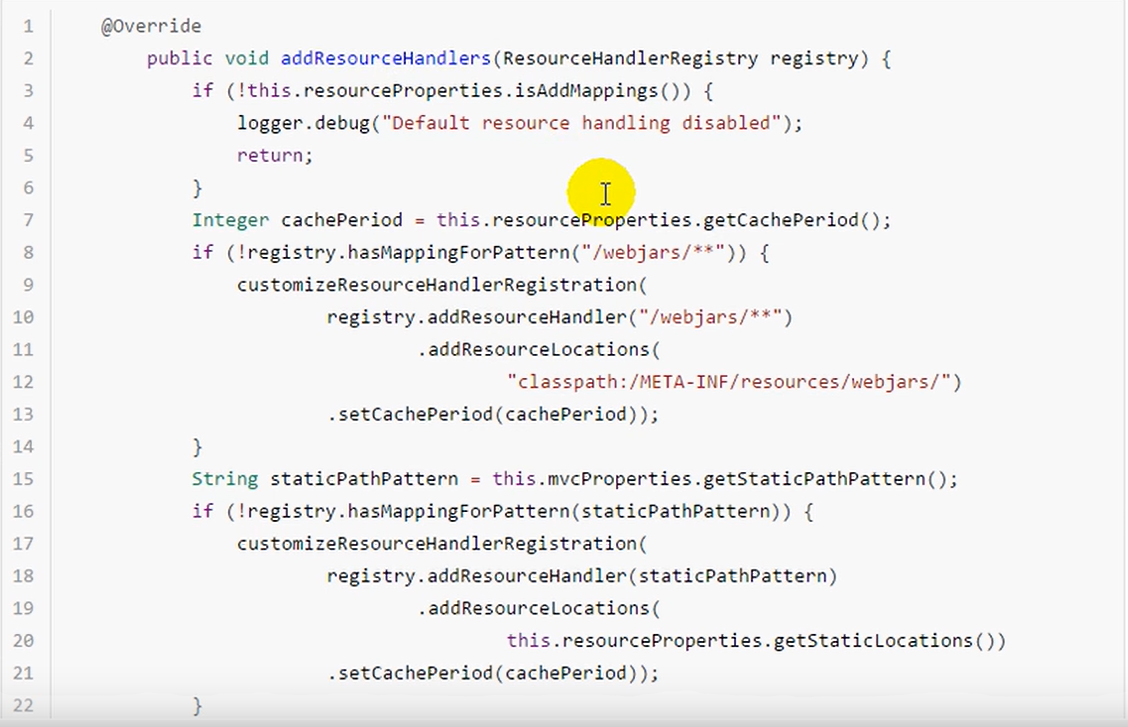 1 @Override
2 public void addResourceHandlers(ResourceHandlerRegistry registry) {
3 if (!this.resourceProperties.isAddMappings()) {
4 logger.debug("Default resource handling disabled");
5 return;
6 }
7 Integer cachePeriod = this.resourceProperties.getCachePeriod();
8 if (!registry.hasMappingForPattern("/webjars/**")) {
9 customizeResourceHandlerRegistration(
10 registry.addResourceHandler("/webjars/**")
11 .addResourceLocations(
12 "classpath:/META-INF/resources/webjars/")
13 .setCachePeriod(cachePeriod));
14 }
15 String staticPathPattern = this.mvcProperties.getStaticPathPattern();
16 if (!registry.hasMappingForPattern(staticPathPattern)) {
17 customizeResourceHandlerRegistration(
18 registry.addResourceHandler(staticPathPattern)
19 .addResourceLocations(
20 this.resourceProperties.getStaticLocations())
21 .setCachePeriod(cachePeriod));
22 }